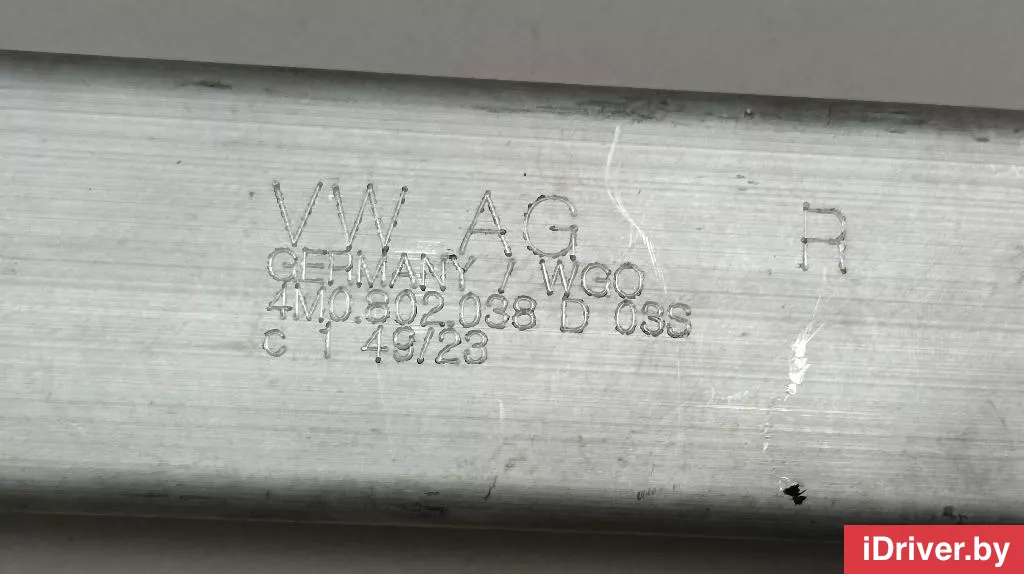 VW AG R
GERMANY / WGO
4M0.802.038 D 03S
c 1 49/23
iDriver.by